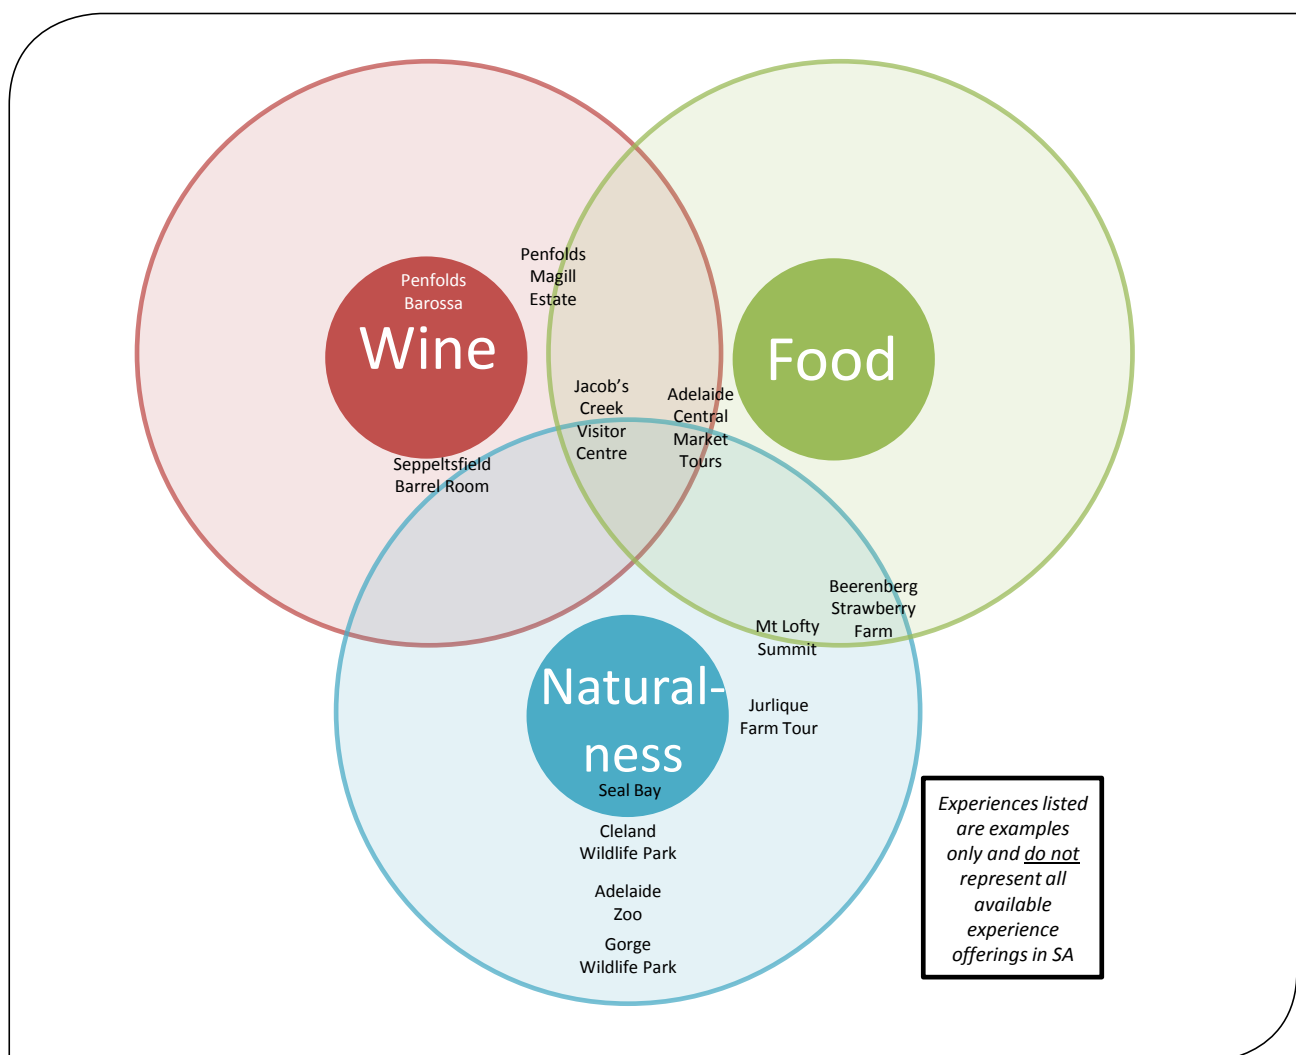 Penfolds
Barossa
Wine
Penfolds
Magill
Estate
Food
Jacob's
Creek
Visitor
Centre
Adelaide
Central
Market
Tours
Seppeltsfield
Barrel Room
Beerenberg
Strawberry
Farm
Mt Lofty
Summit
Natural-
ness
Seal Bay
Jurlique
Farm Tour
Cleland
Wildlife Park
Adelaide
Zoo
Gorge
Wildlife Park
Experiences listed
are examples
only and do not
represent all
available
experience
offerings in SA